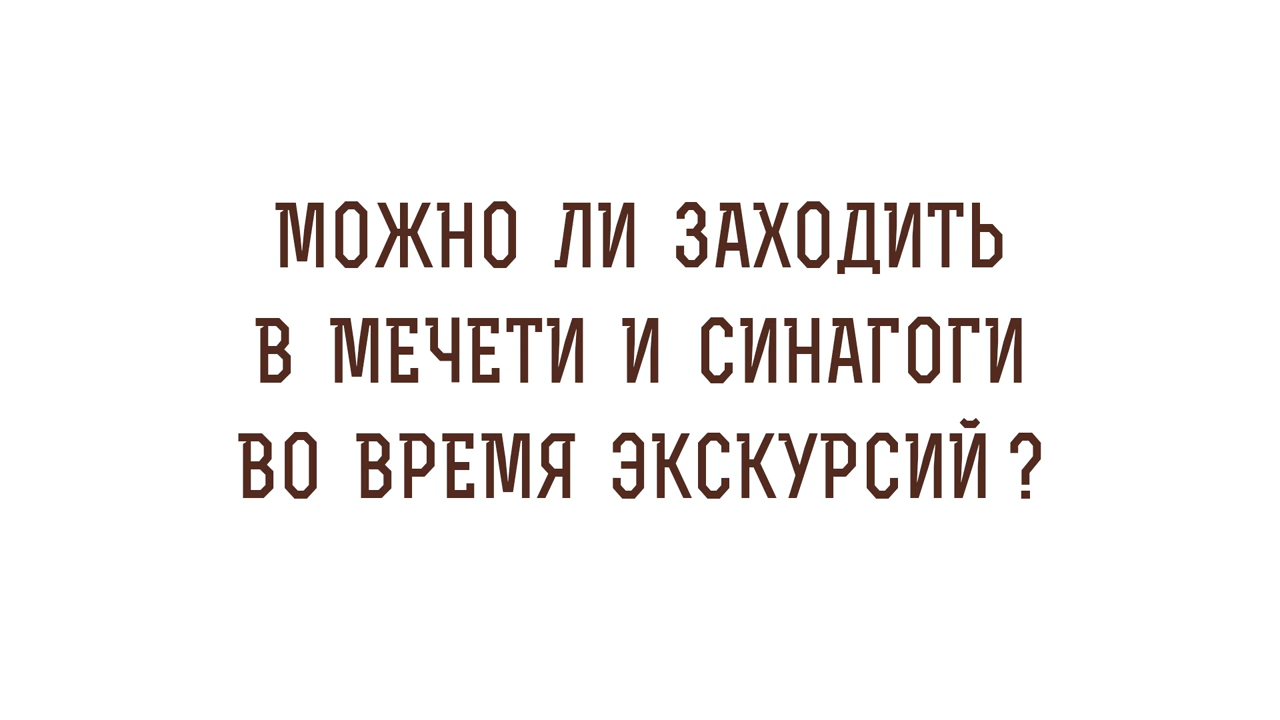 МОЖНО ЛИ ЗАХОДИТЬ
В МЕЧЕТИ И СИНАГОГИ
ВО ВРЕМЯ ЭКСКУРСИЙ?